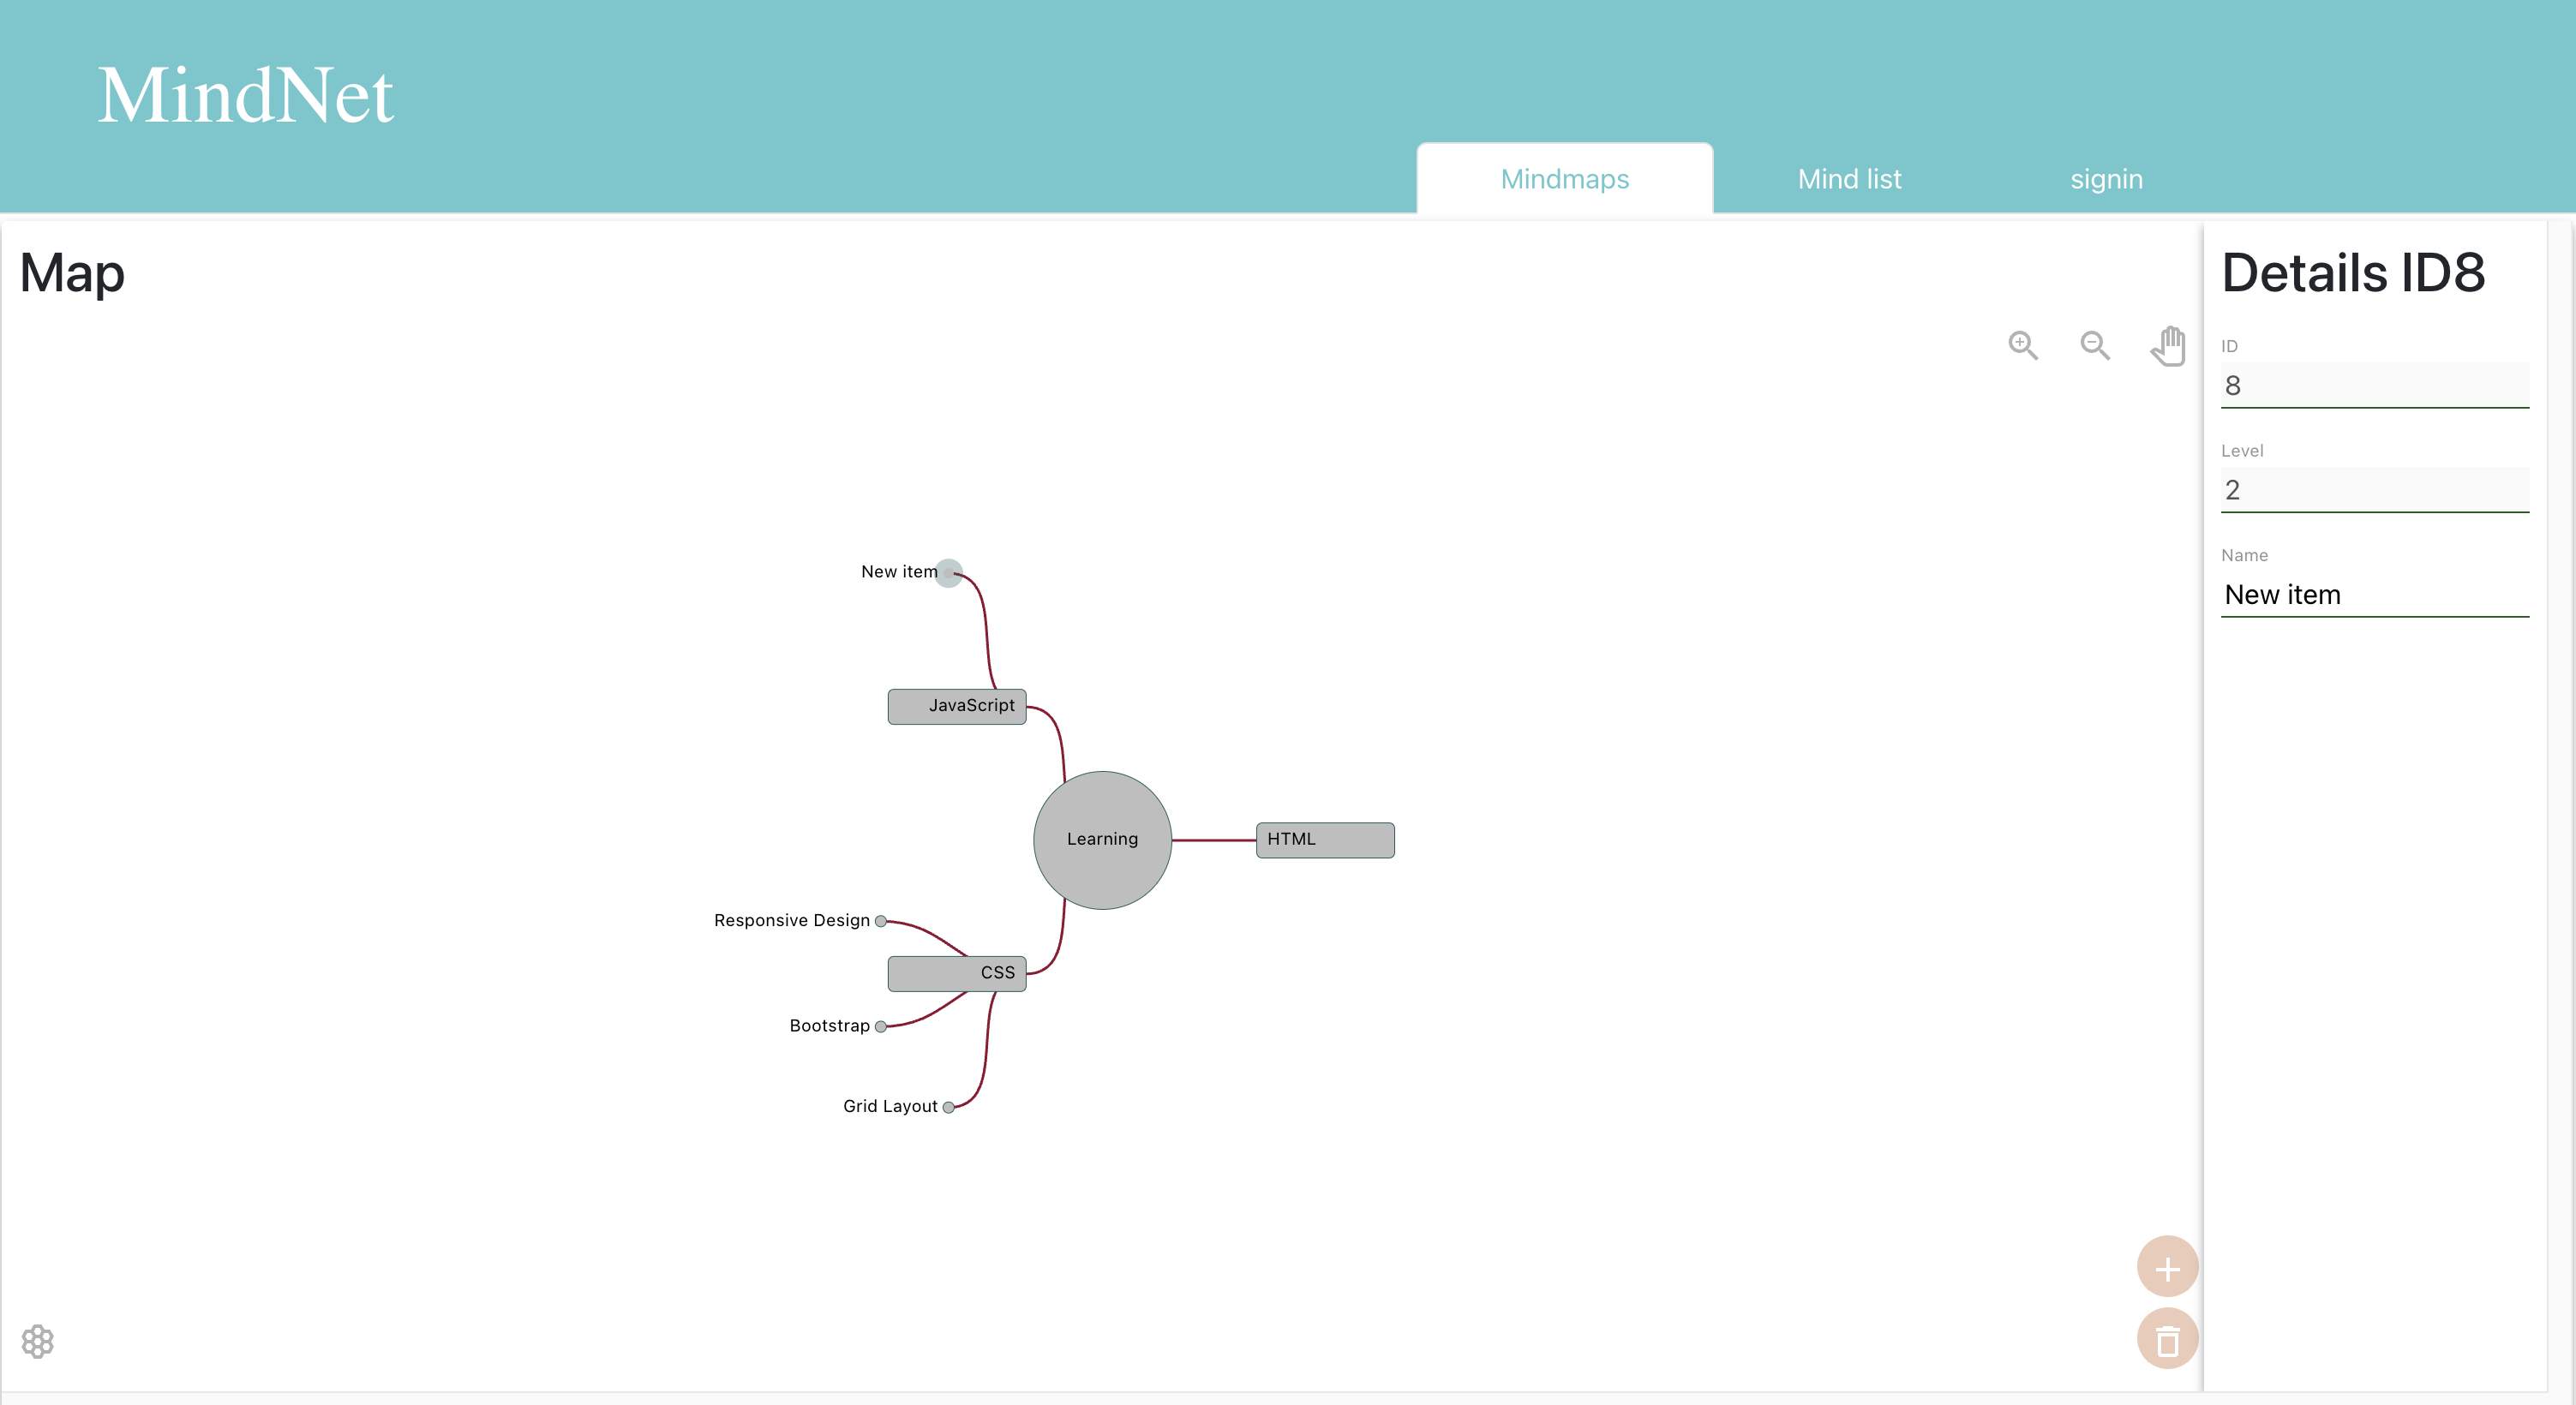 MindNet
Mindmaps
Mind list
signin
Map
Details ID8
ID
8
Level
2
Name
New item
New item
JavaScript
Learning
HTML
Responsive Design
CSS
Bootstrap
Grid Layout